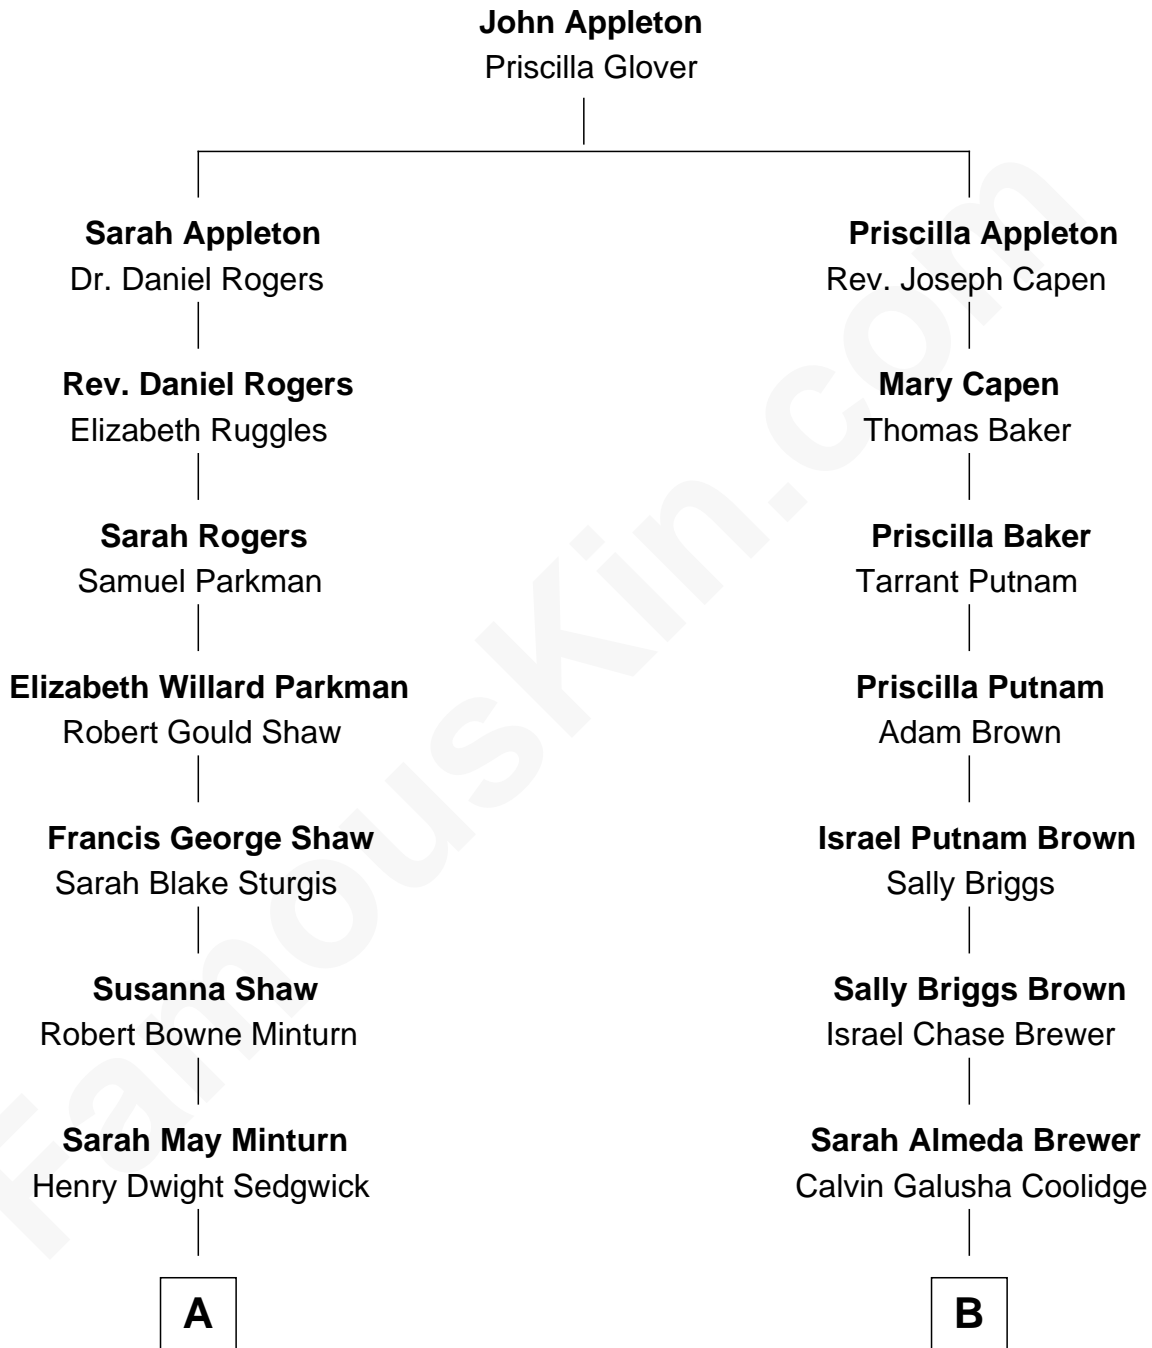 John Appleton
Priscilla Glover
Sarah Appleton
Dr. Daniel Rogers
Priscilla Appleton
Rev. Joseph Capen
Rev. Daniel Rogers
Elizabeth Ruggles
Mary Capen
Thomas Baker
Sarah Rogers
Samuel Parkman
Priscilla Baker
Tarrant Putnam
Elizabeth Willard Parkman
Robert Gould Shaw
Priscilla Putnam
Adam Brown
Francis George Shaw
Sarah Blake Sturgis
Israel Putnam Brown
Sally Briggs
Susanna Shaw
Robert Bowne Minturn
Sally Briggs Brown
Israel Chase Brewer
Sarah May Minturn
Henry Dwight Sedgwick
Sarah Almeda Brewer
Calvin Galusha Coolidge
A
B
FamousKin.com